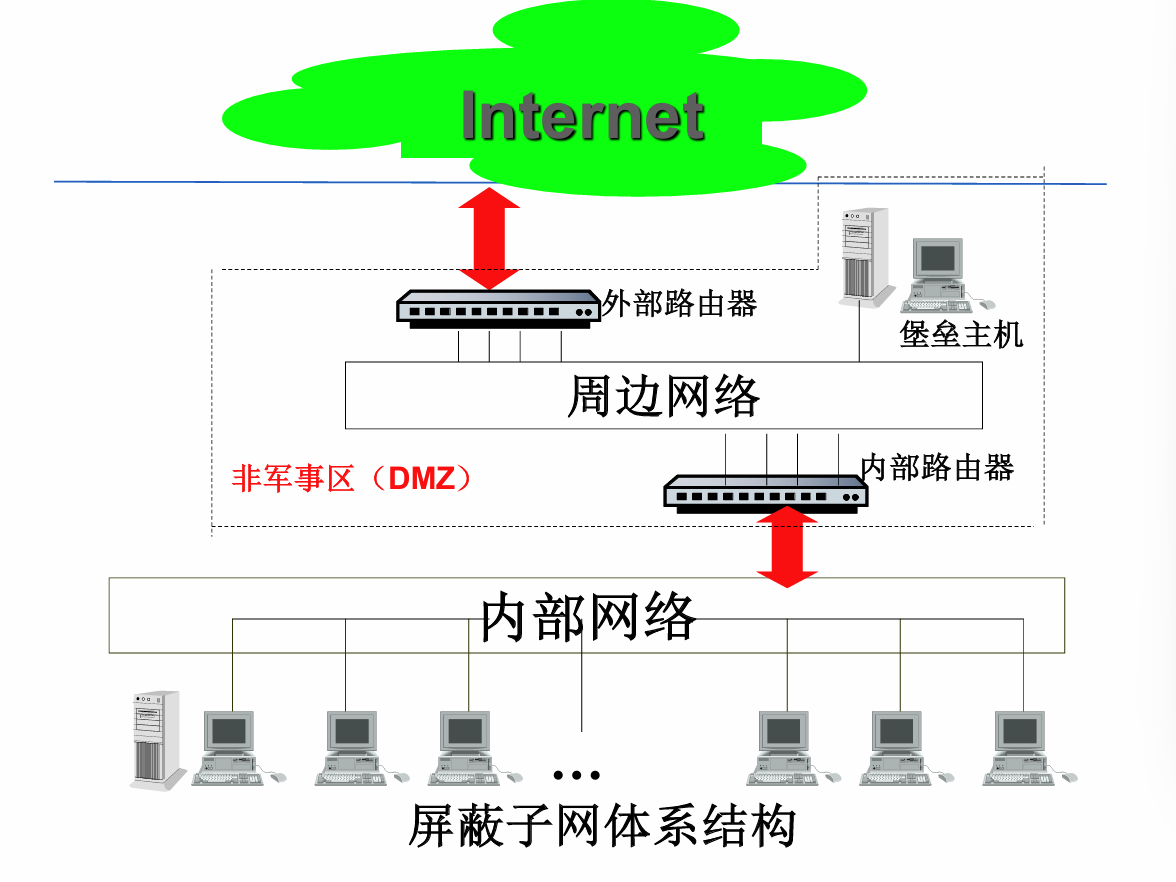 Internet
外部路由器
堡垒主机
周边网络
非军事区（DMZ）
内部路由器
内部网络
...
屏蔽子网体系结构